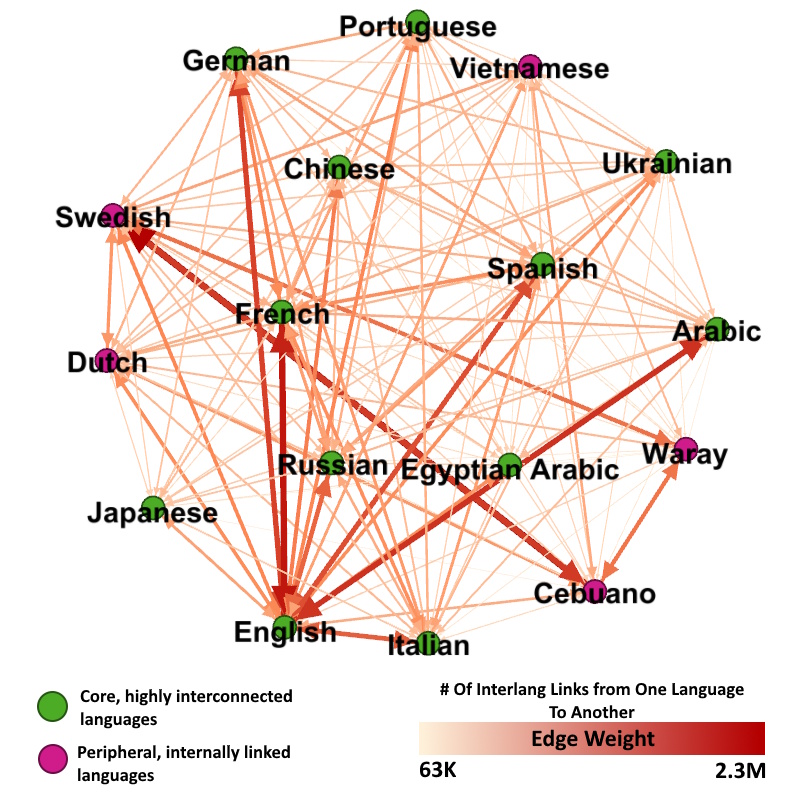 Portuguese
German
Vietnamese
Chinese
Ukrainian
Swedish
Spanish
French
Arabic
Dutch
Waray
Russian
Egyptian Arabic
Japanese
Cebuano
English
Italian
Core, highly interconnected
languages
Peripheral, internally linked
languages
# Of Interlang Links from One Language
To Another
Edge Weight
63K
2.3M